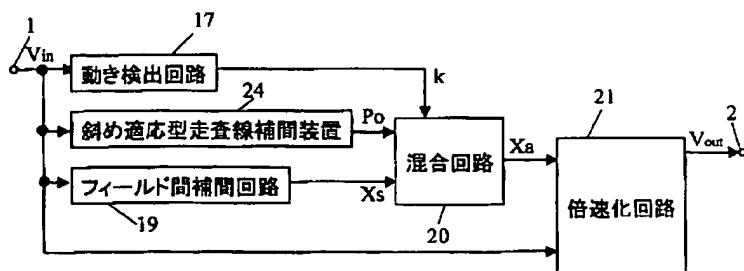 1
Vin
17
動き検出回路
k
24
斜め適応型走査線補間装置
Po
21
2
混合回路
Xa
Vout
フィールド間補間回路
Xs
19
20
倍速化回路